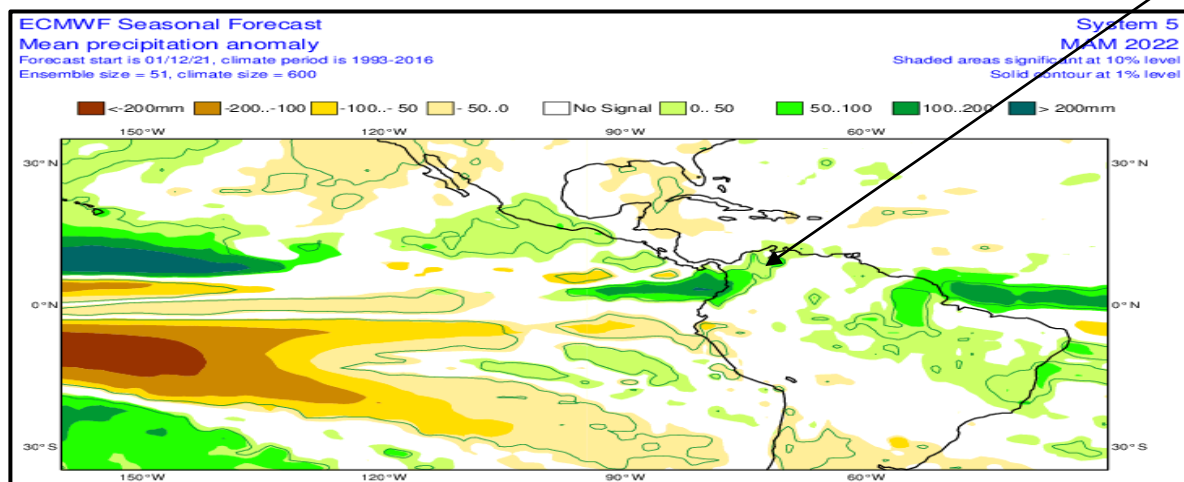 ECMWF Seasonal Forecast System 5
Mean precipitation anomaly MAM 2022
Forecast start is 01/12/21, climate period is 1993-2016 Shaded areas significant at 10% level
Ensemble size = 51, climate size = 600 Solid contour at 1% level
<-200mm -200..-100 -100..- 50 - 50..0 No Signal 0.. 50 50..100 100..200 > 200mm
150°W 120°W 90°W 60°W
30°N 30°N
0°N 0°N
30°S 30°S
150°W 120°W 90°W 60°W